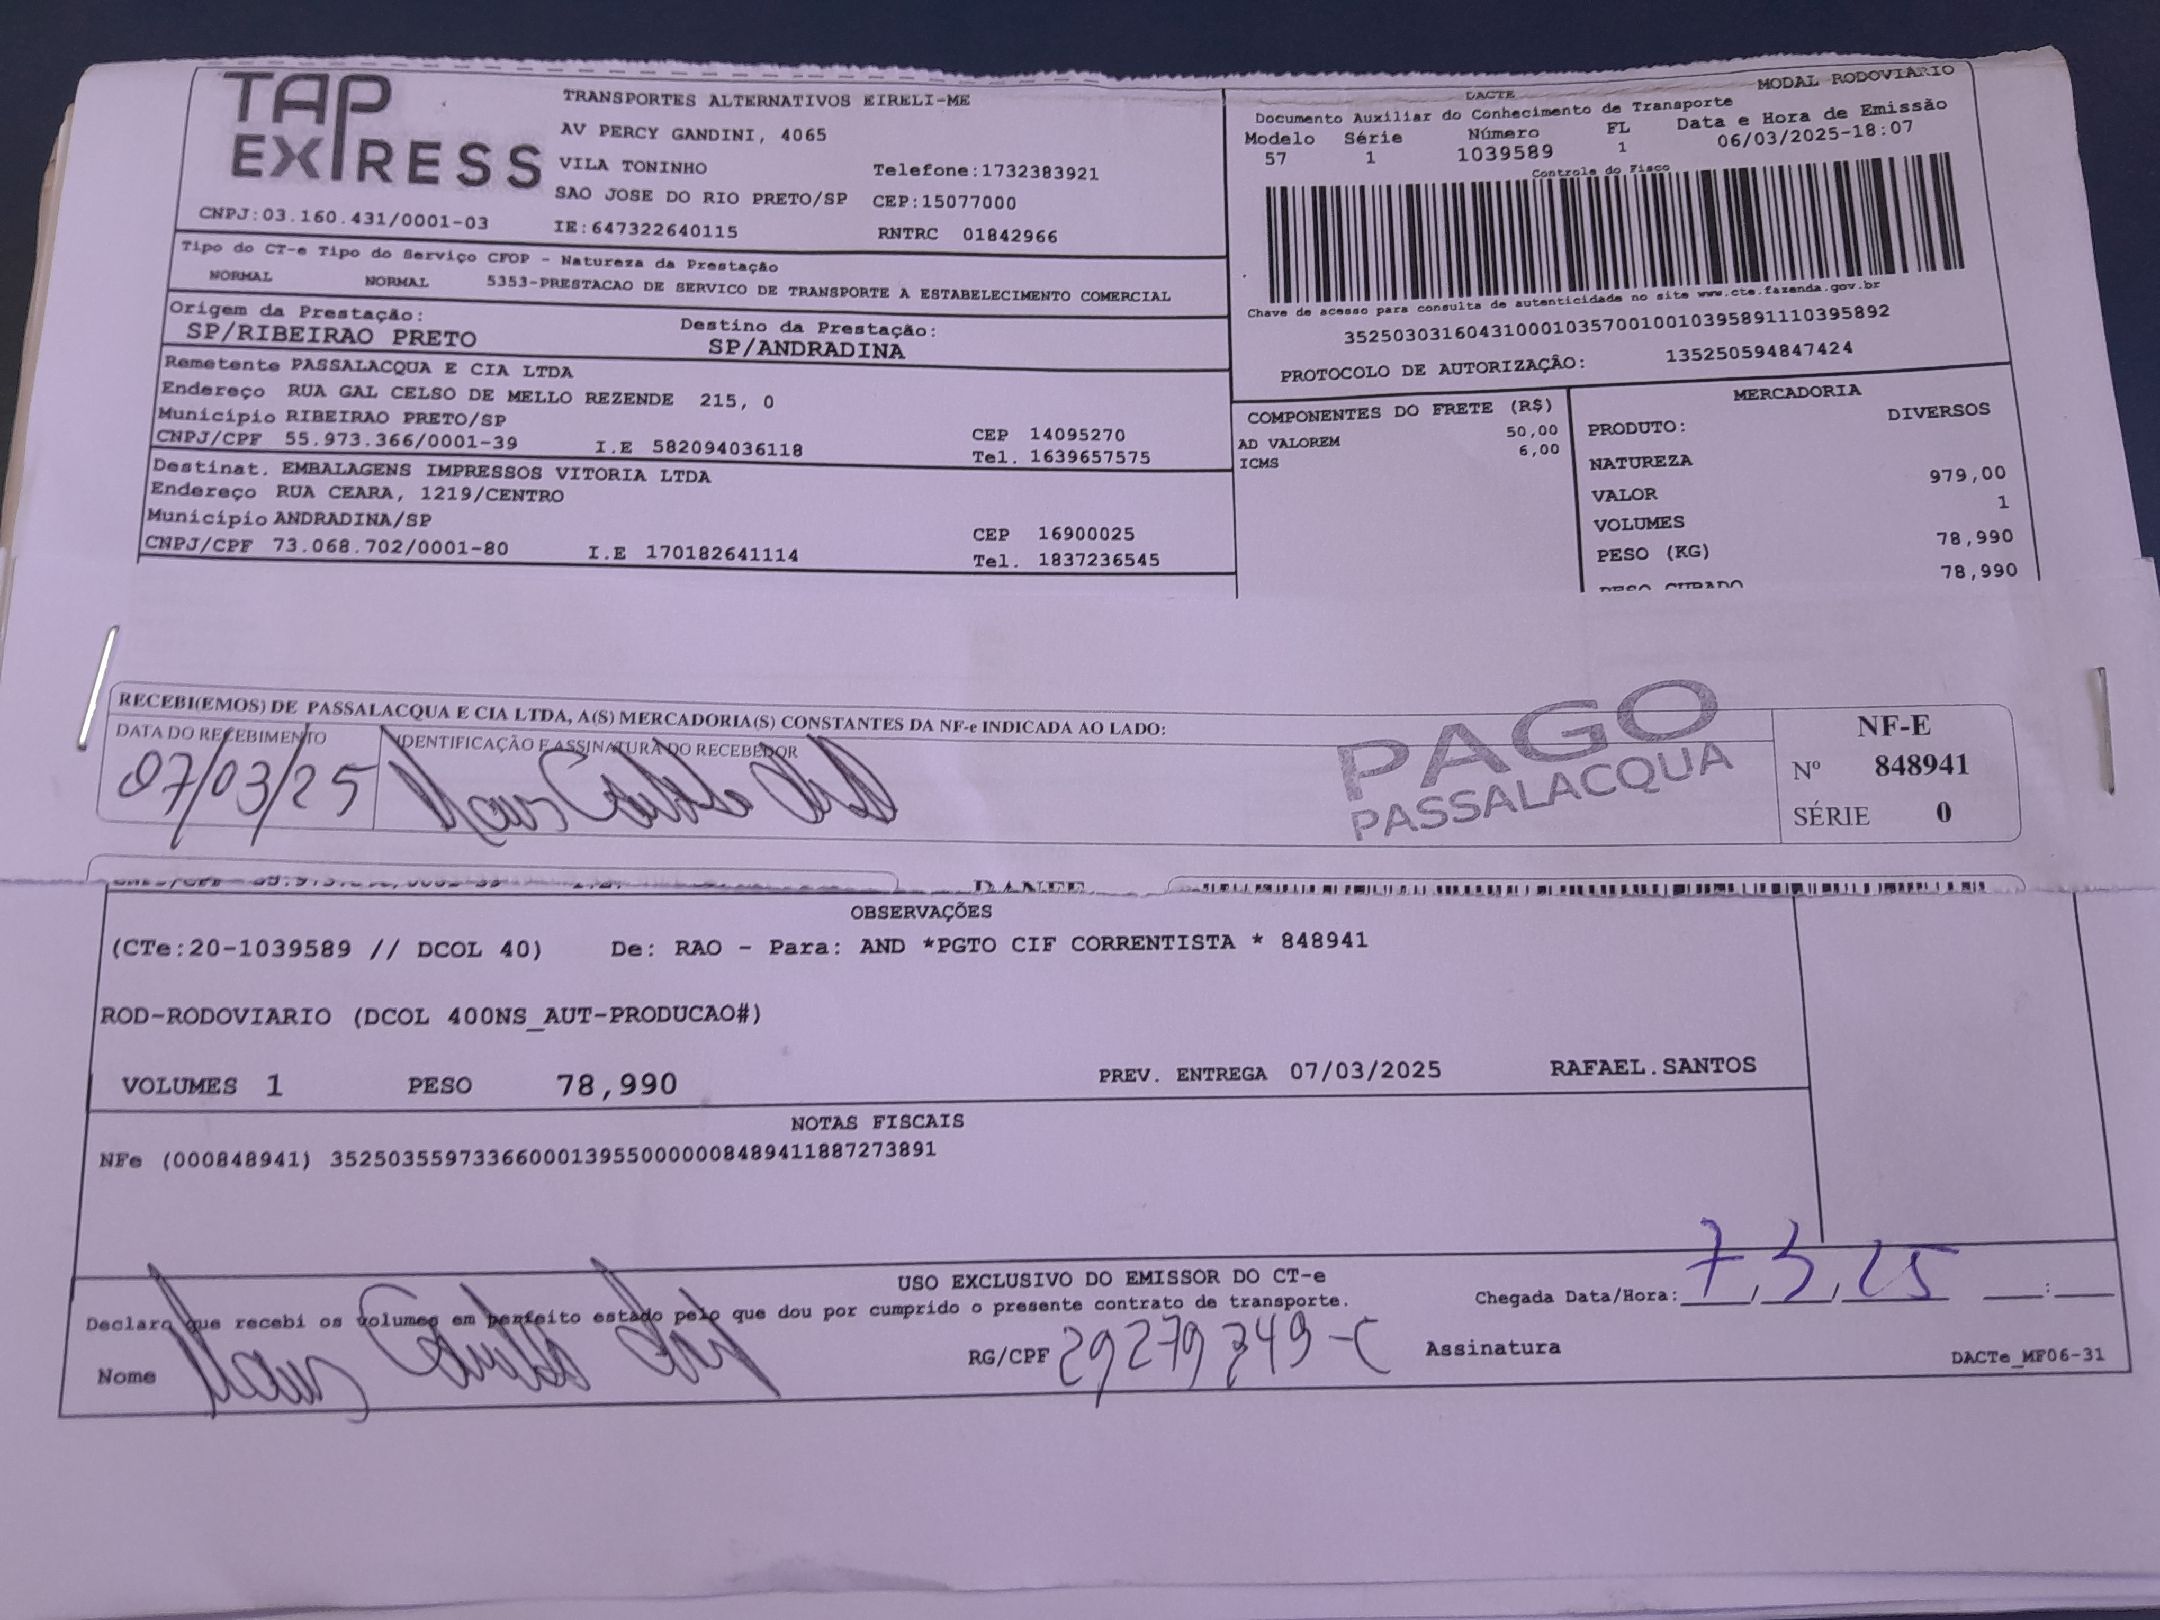 TAP EXPRESS
TRANSPORTES ALTERNATIVOS EIRELI-ME
AV PERCY GANDINI, 4065
VILA TONINHO Telefone:1732383921
SAO JOSE DO RIO PRETO/SP CEP:15077000
CNPJ:03.160.431/0001-03 IE:647322640115 RNTRC 01842966
Tipo do CT-e Tipo do Serviço CFOP - Natureza da Prestação
NORMAL NORMAL 5353-PRESTACAO DE SERVICO DE TRANSPORTE A ESTABELECIMENTO COMERCIAL
Origem da Prestação: Destino da Prestação:
SP/RIBEIRAO PRETO SP/ANDRADINA
Remetente PASSALACQUA E CIA LTDA
Endereço RUA GAL CELSO DE MELLO REZENDE 215, 0
Município RIBEIRAO PRETO/SP CEP 14095270
CNPJ/CPF 55.973.366/0001-39 I.E 582094036118 Tel. 1639657575
Destinat. EMBALAGENS IMPRESSOS VITORIA LTDA
Endereço RUA CEARA, 1219/CENTRO
Município ANDRADINA/SP CEP 16900025
CNPJ/CPF 73.068.702/0001-80 I.E 170182641114 Tel. 1837236545
DACTE MODAL RODOVIARIO
Documento Auxiliar do Conhecimento de Transporte
Modelo Série Número FL Data e Hora de Emissão
57 1 1039589 1 06/03/2025-18:07
Controle do Fisco
Chave de acesso para consulta de autenticidade no site www.cte.fazenda.gov.br
35250303160431000103570010010395891110395892
PROTOCOLO DE AUTORIZAÇÃO: 135250594847424
COMPONENTES DO FRETE (R$)
AD VALOREM 50,00
ICMS 6,00
MERCADORIA
PRODUTO: DIVERSOS
NATUREZA
VALOR 979,00
VOLUMES 1
PESO (KG) 78,990
PESO CUBADO 78,990
RECEBI(EMOS) DE PASSALACQUA E CIA LTDA, A(S) MERCADORIA(S) CONSTANTES DA NF-e INDICADA AO LADO:
DATA DO RECEBIMENTO IDENTIFICAÇÃO E ASSINATURA DO RECEBEDOR
07/03/25
PAGO
PASSALACQUA
NF-E
Nº 848941
SÉRIE 0
DANFE
OBSERVAÇÕES
(CTe:20-1039589 // DCOL 40) De: RAO - Para: AND *PGTO CIF CORRENTISTA * 848941
ROD-RODOVIARIO (DCOL 400NS_AUT-PRODUCAO#)
VOLUMES 1 PESO 78,990 PREV. ENTREGA 07/03/2025 RAFAEL.SANTOS
NOTAS FISCAIS
NFe (000848941) 35250355973366000139550000008489411887273891
USO EXCLUSIVO DO EMISSOR DO CT-e
Declaro que recebi os volumes em perfeito estado pelo que dou por cumprido o presente contrato de transporte.
Chegada Data/Hora: 7/3/25 :
Nome RG/CPF Assinatura
DACTe_MF06-31